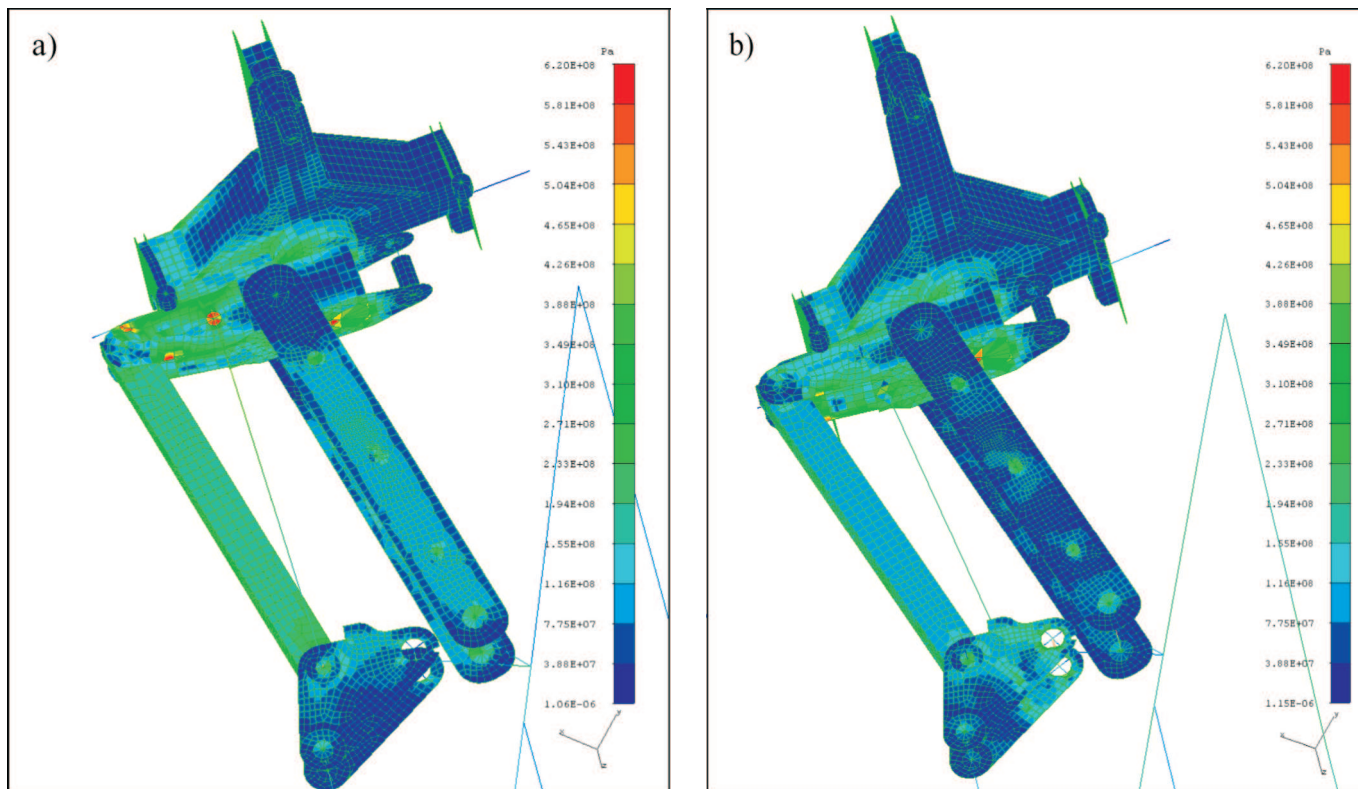 a)
Pa
6.20E+08
5.81E+08
5.43E+08
5.04E+08
4.65E+08
4.26E+08
3.88E+08
3.49E+08
3.10E+08
2.71E+08
2.33E+08
1.94E+08
1.55E+08
1.16E+08
7.75E+07
3.88E+07
1.06E-06
y
x
z
b)
Pa
6.20E+08
5.81E+08
5.43E+08
5.04E+08
4.65E+08
4.26E+08
3.88E+08
3.49E+08
3.10E+08
2.71E+08
2.33E+08
1.94E+08
1.55E+08
1.16E+08
7.75E+07
3.88E+07
1.15E-06
y
x
z